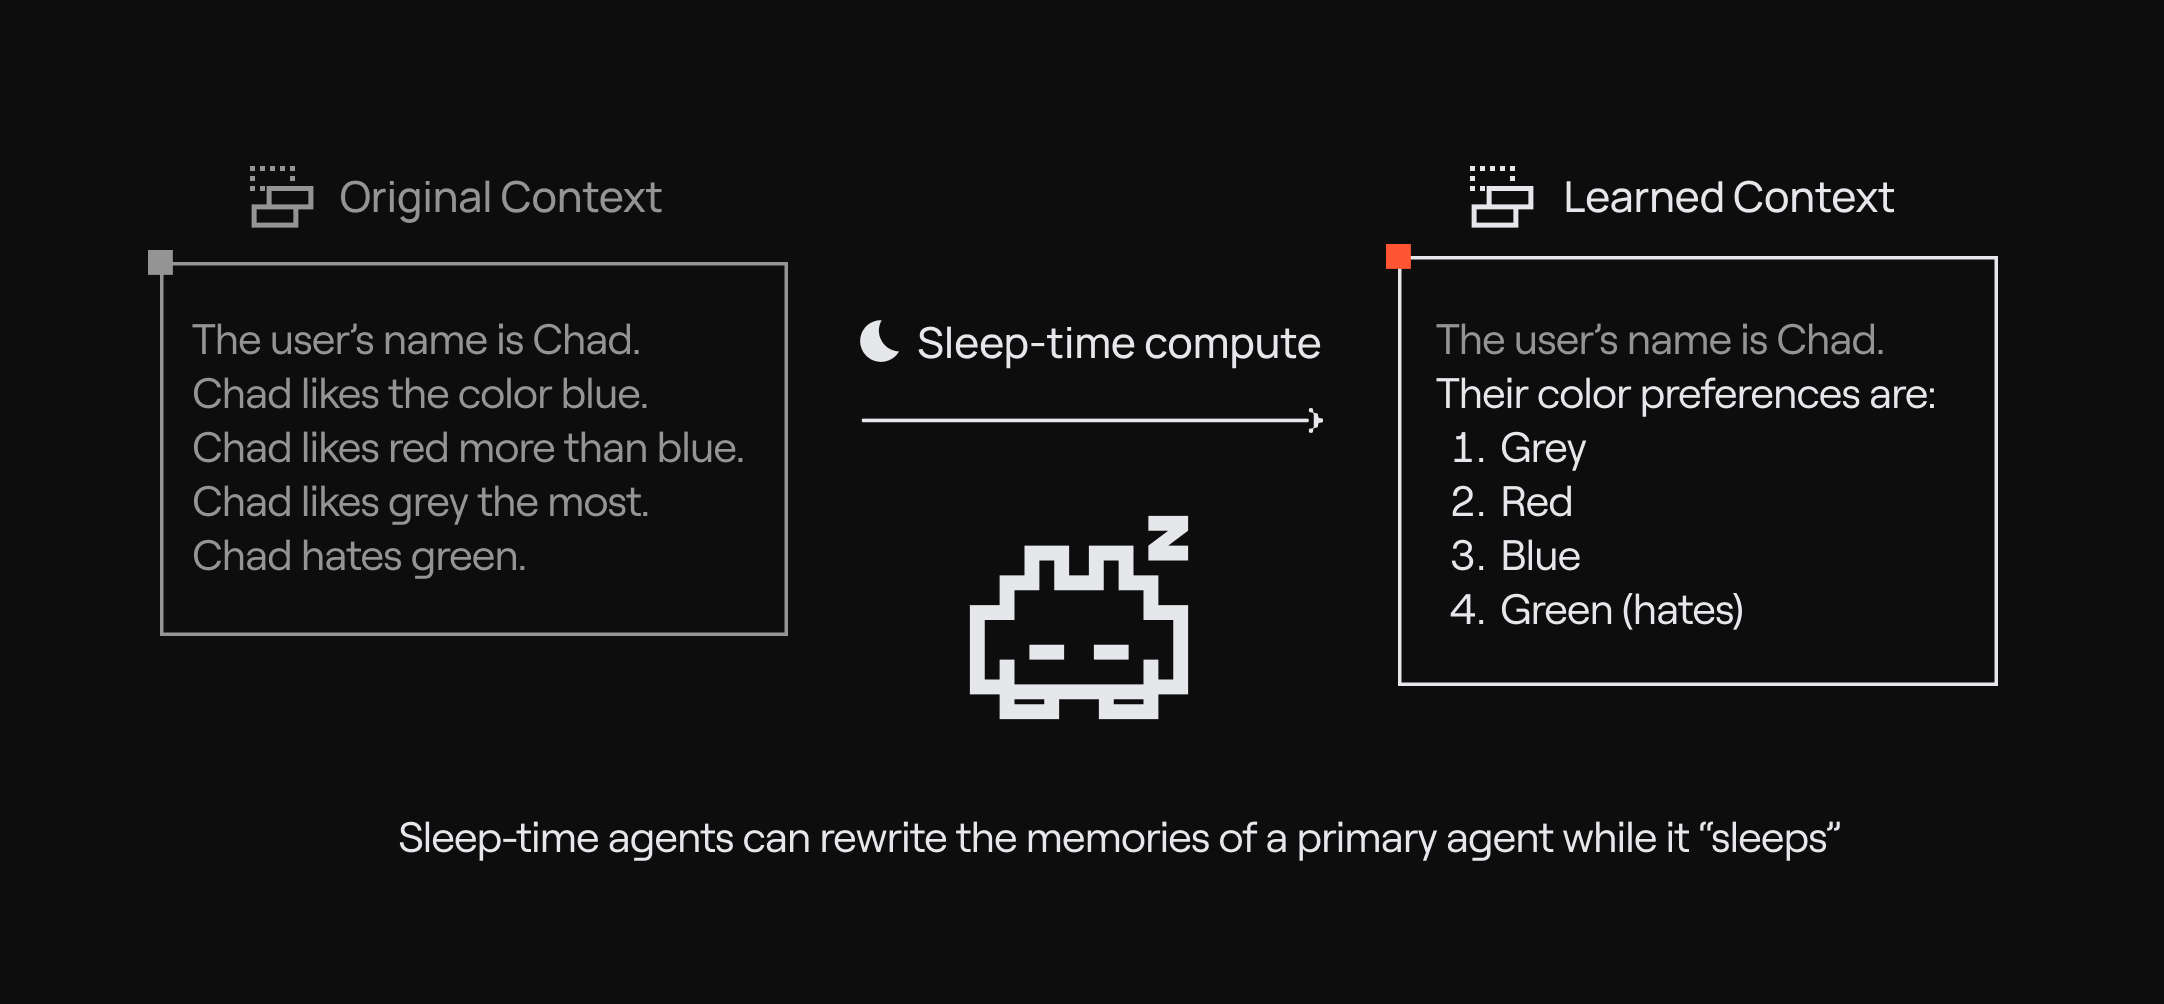 Original Context
The user’s name is Chad.
Chad likes the color blue.
Chad likes red more than blue.
Chad likes grey the most.
Chad hates green.
Sleep-time compute
z
Learned Context
The user’s name is Chad.
Their color preferences are:
1. Grey
2. Red
3. Blue
4. Green (hates)
Sleep-time agents can rewrite the memories of a primary agent while it “sleeps”